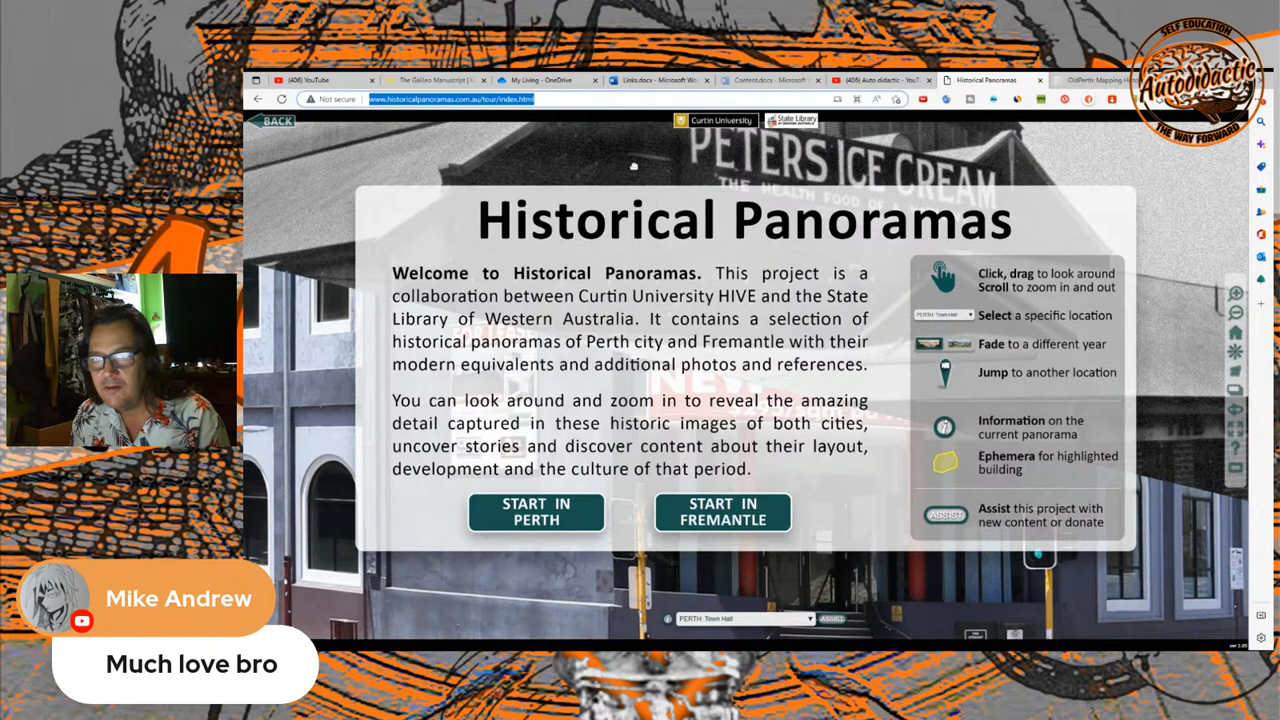 SELF EDUCATION
Autodidactic
THE WAY FORWARD
(406) YouTube
The Galileo Manuscript | U
My Living - OneDrive
Links.docx - Microsoft Wo
Content.docx - Microsoft
(406) Auto didactic - YouT
Historical Panoramas
OldPerth: Mapping His
Not secure
www.historicalpanoramas.com.au/tour/index.html
BACK
Curtin University
State Library
PETERS ICE CREAM
THE HEALTH FOOD OF A
Historical Panoramas
Welcome to Historical Panoramas. This project is a
collaboration between Curtin University HIVE and the State
Library of Western Australia. It contains a selection of
historical panoramas of Perth city and Fremantle with their
modern equivalents and additional photos and references.
You can look around and zoom in to reveal the amazing
detail captured in these historic images of both cities,
uncover stories and discover content about their layout,
development and the culture of that period.
START IN
PERTH
START IN
FREMANTLE
Click, drag to look around
Scroll to zoom in and out
PERTH: Town Hall
Select a specific location
Fade to a different year
Jump to another location
Information on the
current panorama
Ephemera for highlighted
building
ASSIST
Assist this project with
new content or donate
PERTH: Town Hall
ASSIST
Mike Andrew
Much love bro